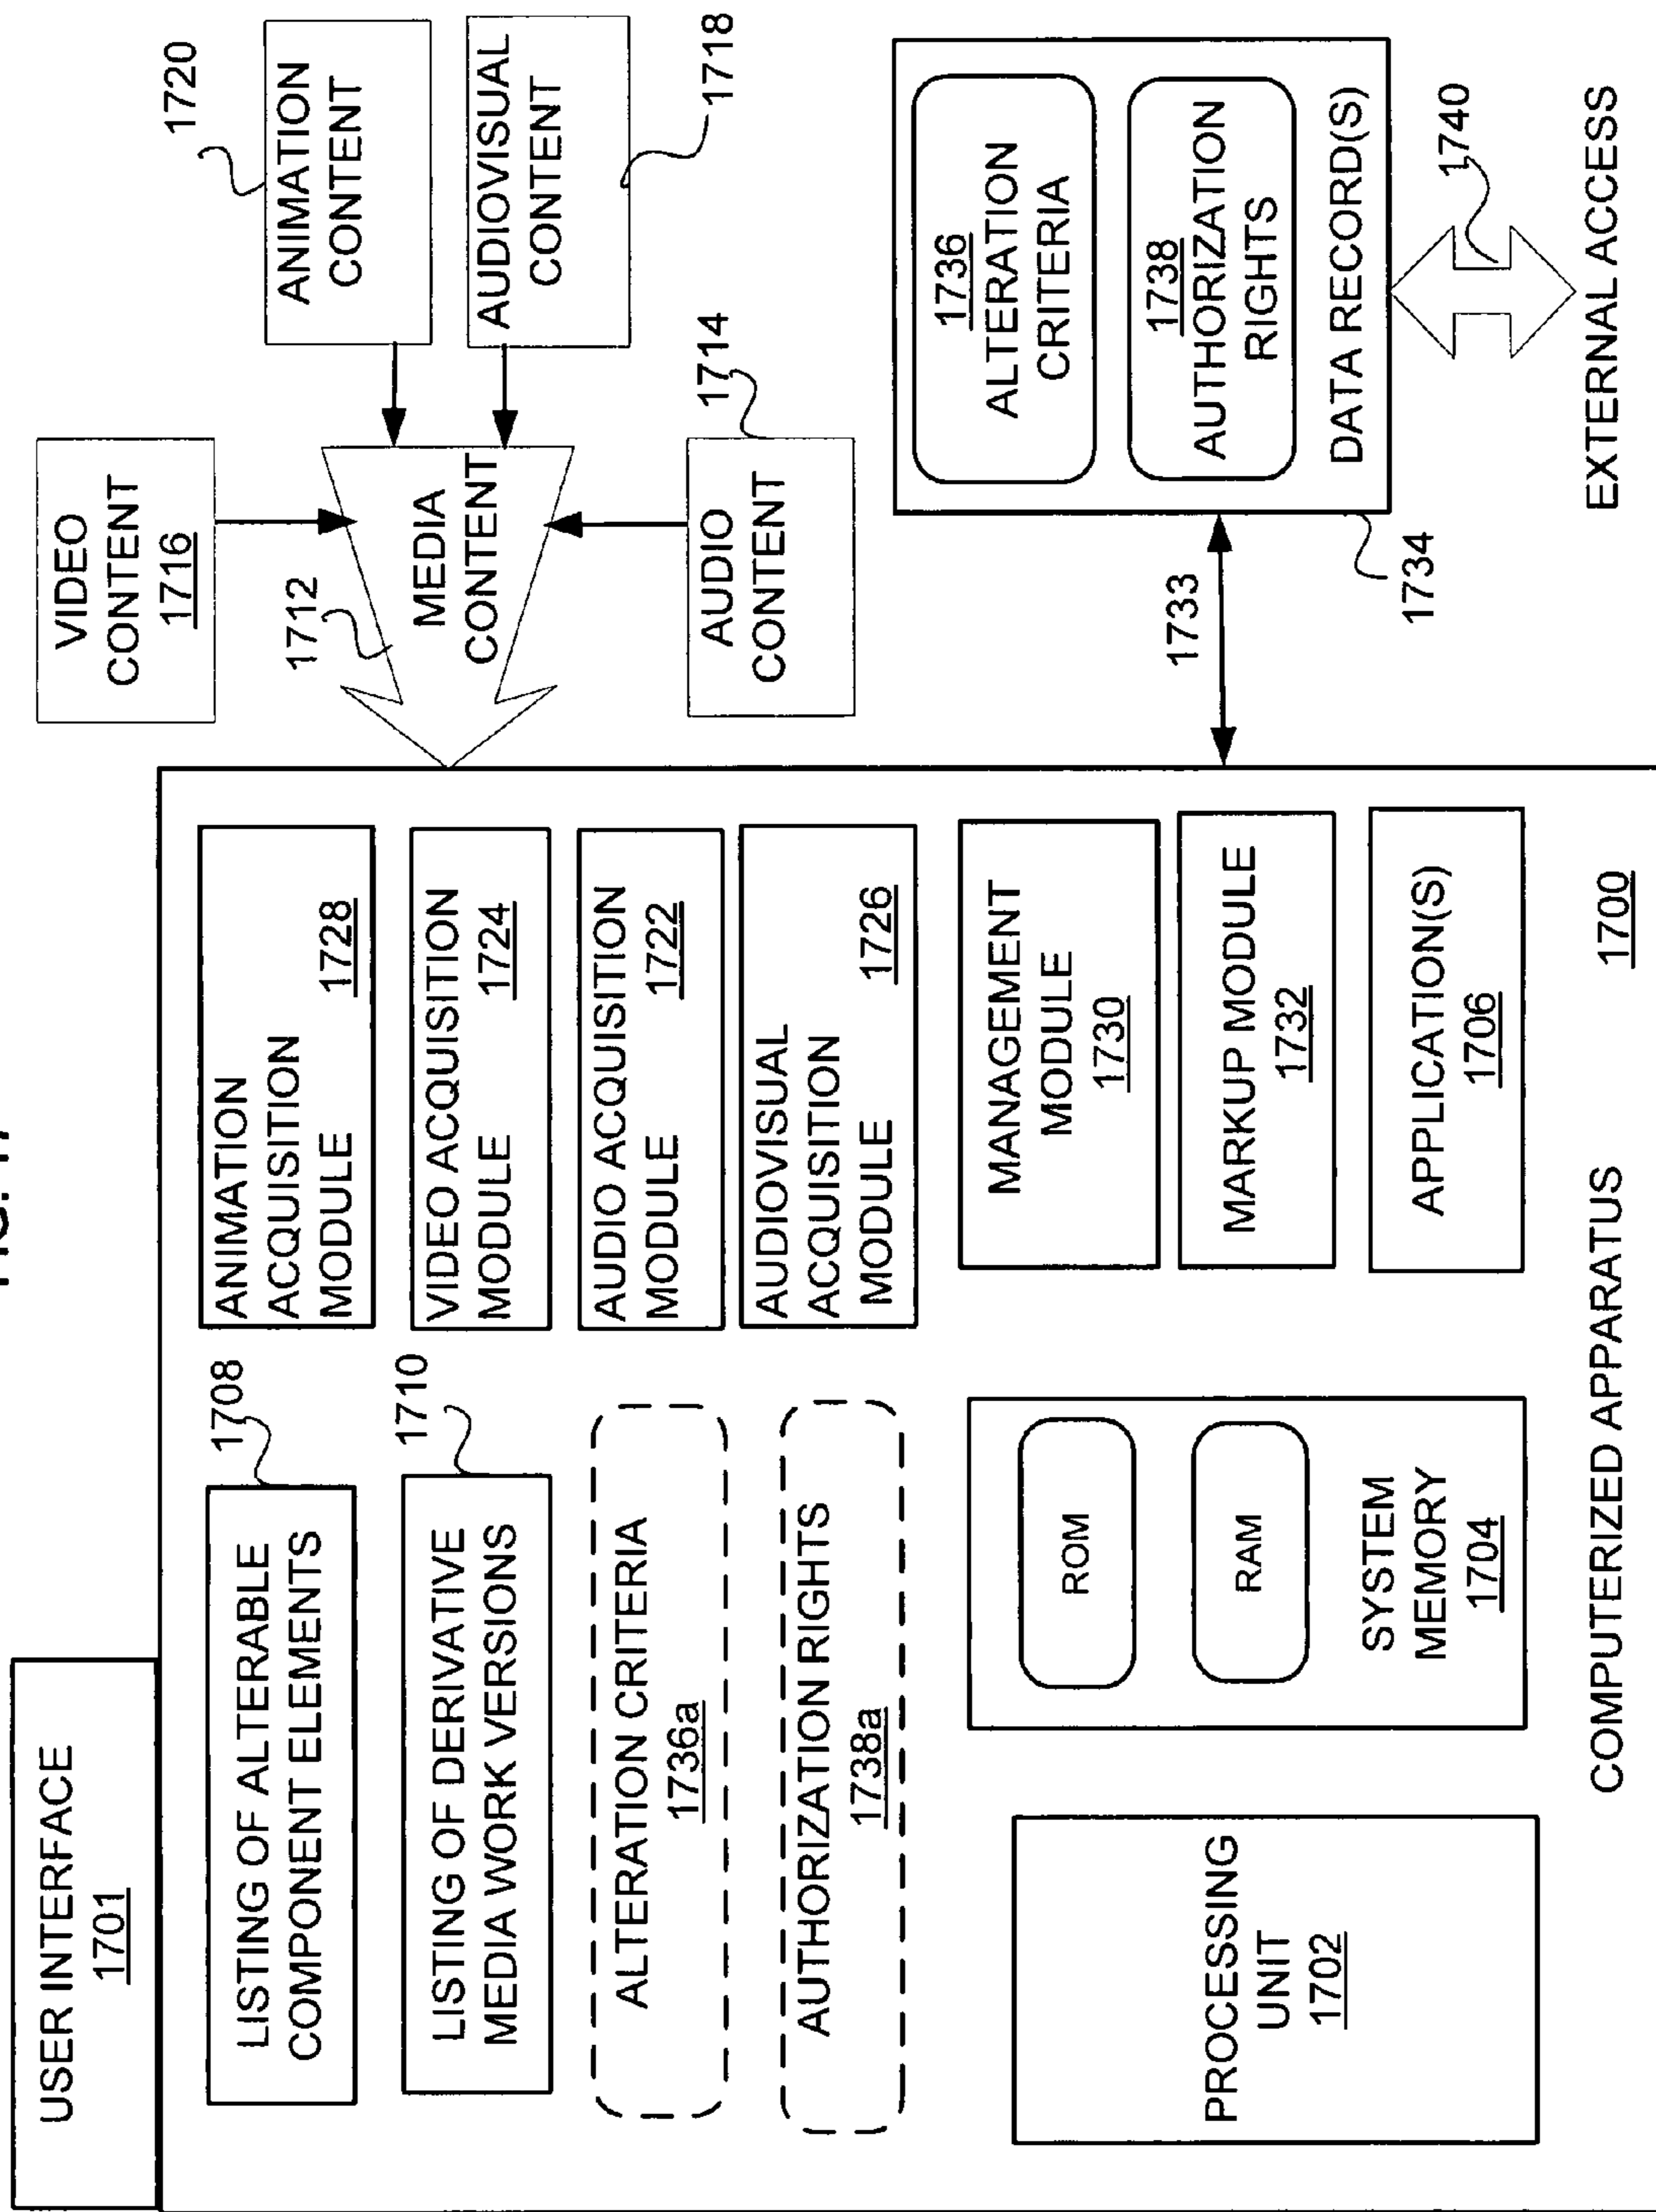 USER INTERFACE
1701
LISTING OF ALTERABLE
COMPONENT ELEMENTS
1708
LISTING OF DERIVATIVE
MEDIA WORK VERSIONS
1710
ALTERATION CRITERIA
1736a
AUTHORIZATION RIGHTS
1738a
PROCESSING
UNIT
1702
ROM
RAM
SYSTEM
MEMORY
1704
ANIMATION
ACQUISITION
MODULE 1728
VIDEO ACQUISITION
MODULE 1724
AUDIO ACQUISITION
MODULE 1722
AUDIOVISUAL
ACQUISITION
MODULE 1726
MANAGEMENT
MODULE
1730
MARKUP MODULE
1732
APPLICATION(S)
1706
COMPUTERIZED APPARATUS 1700
VIDEO
CONTENT
1716
1712
MEDIA
CONTENT
AUDIO
CONTENT
1714
1720
ANIMATION
CONTENT
AUDIOVISUAL
CONTENT
1718
1733
1734
1736
ALTERATION
CRITERIA
1738
AUTHORIZATION
RIGHTS
DATA RECORD(S)
1740
EXTERNAL ACCESS